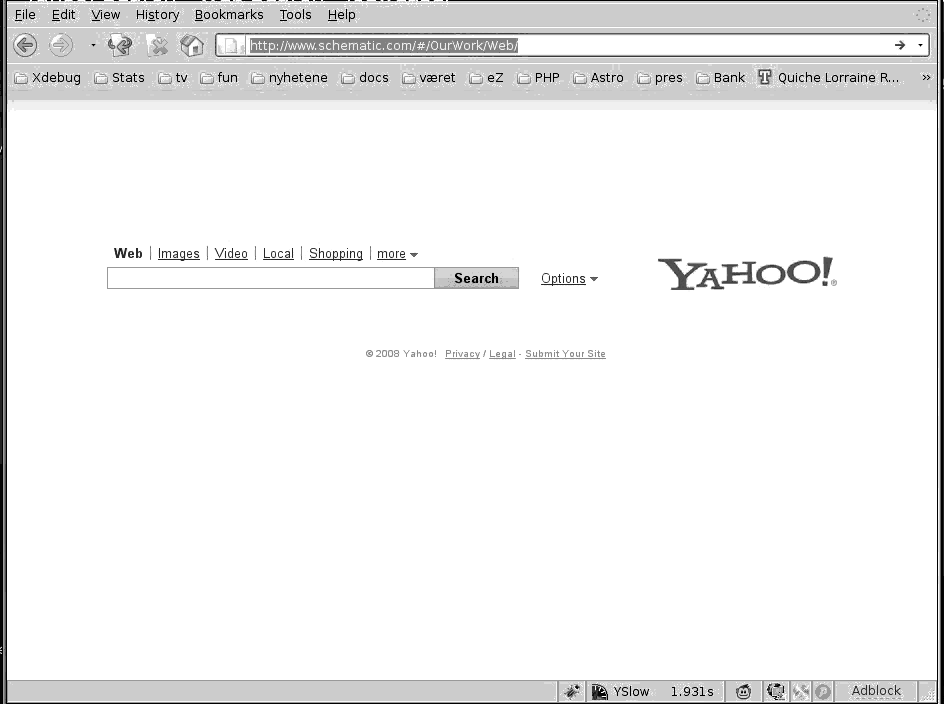 File Edit View History Bookmarks Tools Help
http://www.schematic.com/#/OurWork/Web/
Xdebug Stats tv fun nyhetene docs været eZ PHP Astro pres Bank Quiche Lorraine R... »
Web Images Video Local Shopping more
Search Options YAHOO!®
© 2008 Yahoo! Privacy / Legal - Submit Your Site
YSlow 1.931s Adblock